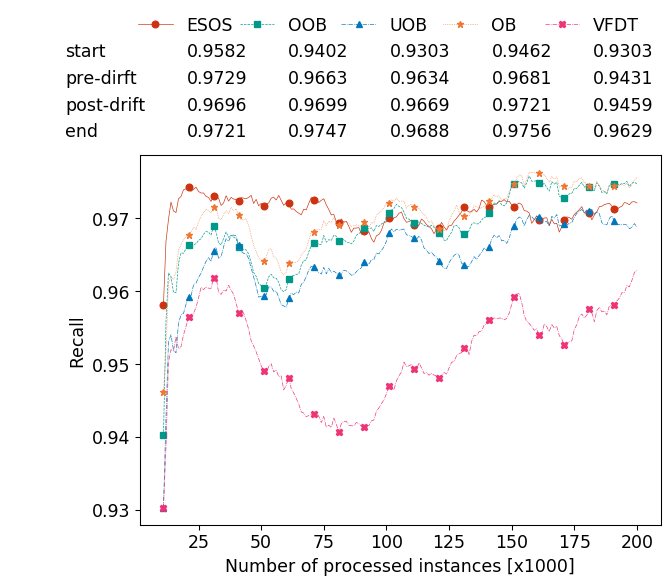 ESOS OOB UOB OB VFDT
start 0.9582 0.9402 0.9303 0.9462 0.9303
pre-dirft 0.9729 0.9663 0.9634 0.9681 0.9431
post-drift 0.9696 0.9699 0.9669 0.9721 0.9459
end 0.9721 0.9747 0.9688 0.9756 0.9629
0.97
0.96
0.95
0.94
0.93
Recall
25 50 75 100 125 150 175 200
Number of processed instances [x1000]